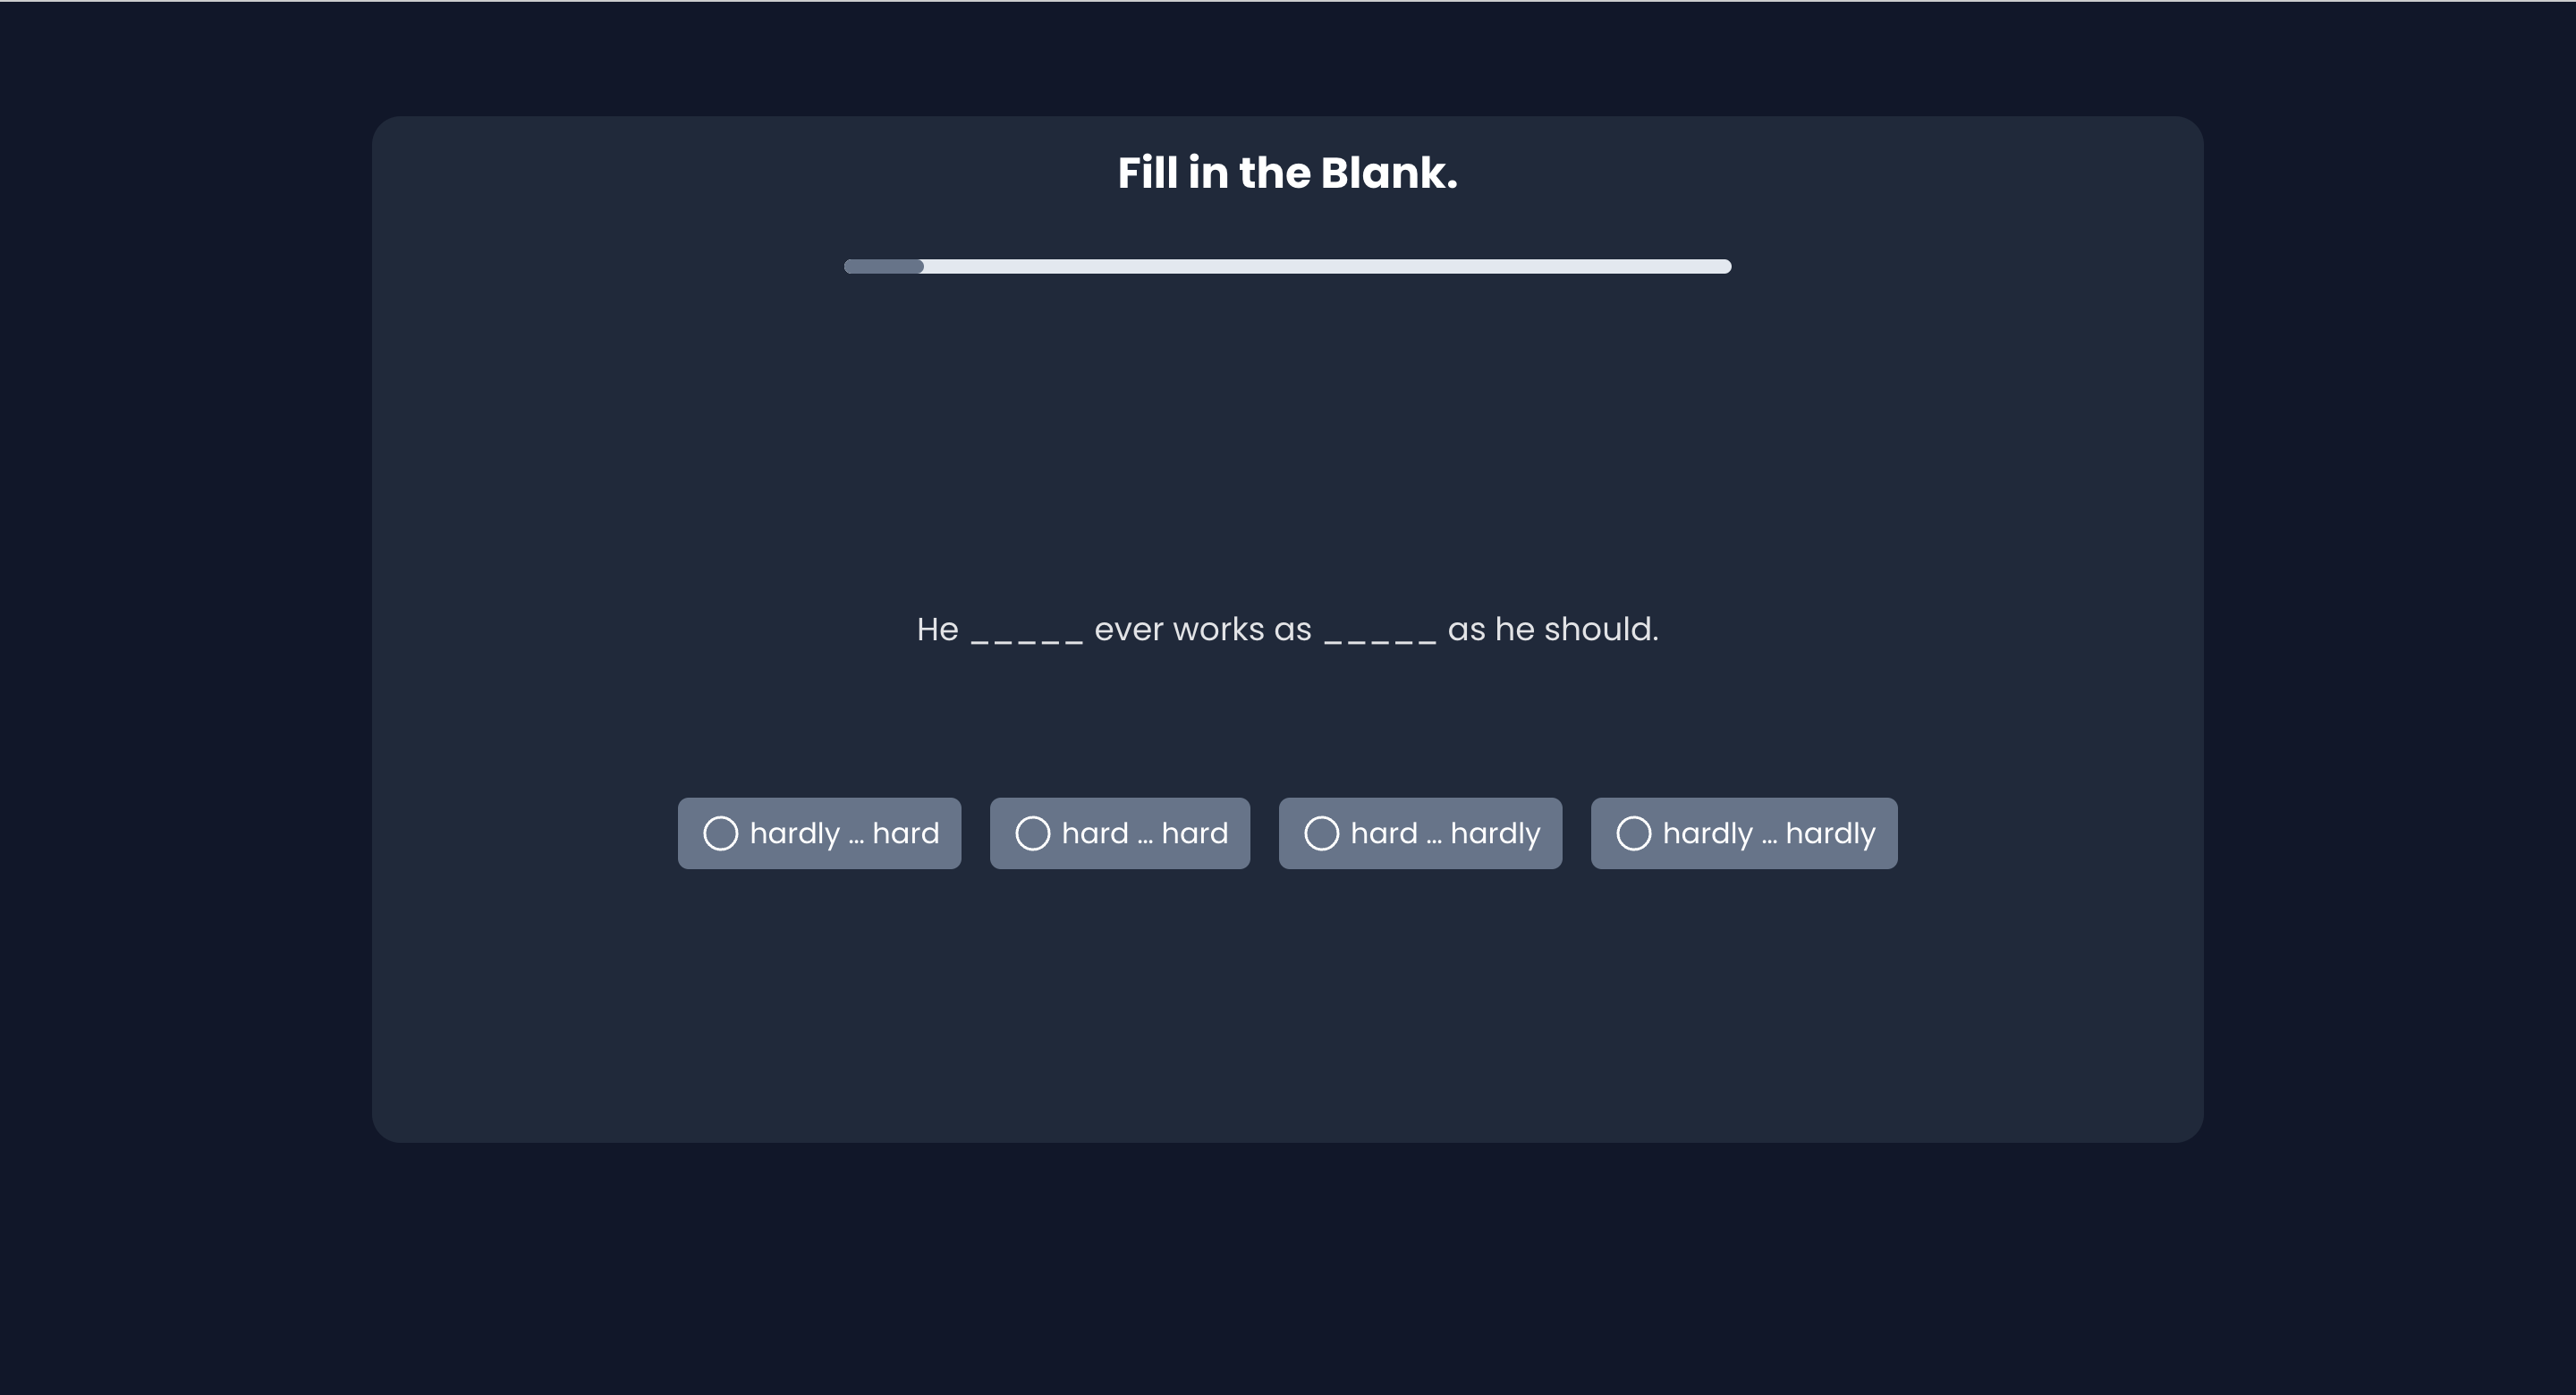 Fill in the Blank.
He _____ ever works as _____ as he should.
hardly ... hard
hard ... hard
hard ... hardly
hardly ... hardly